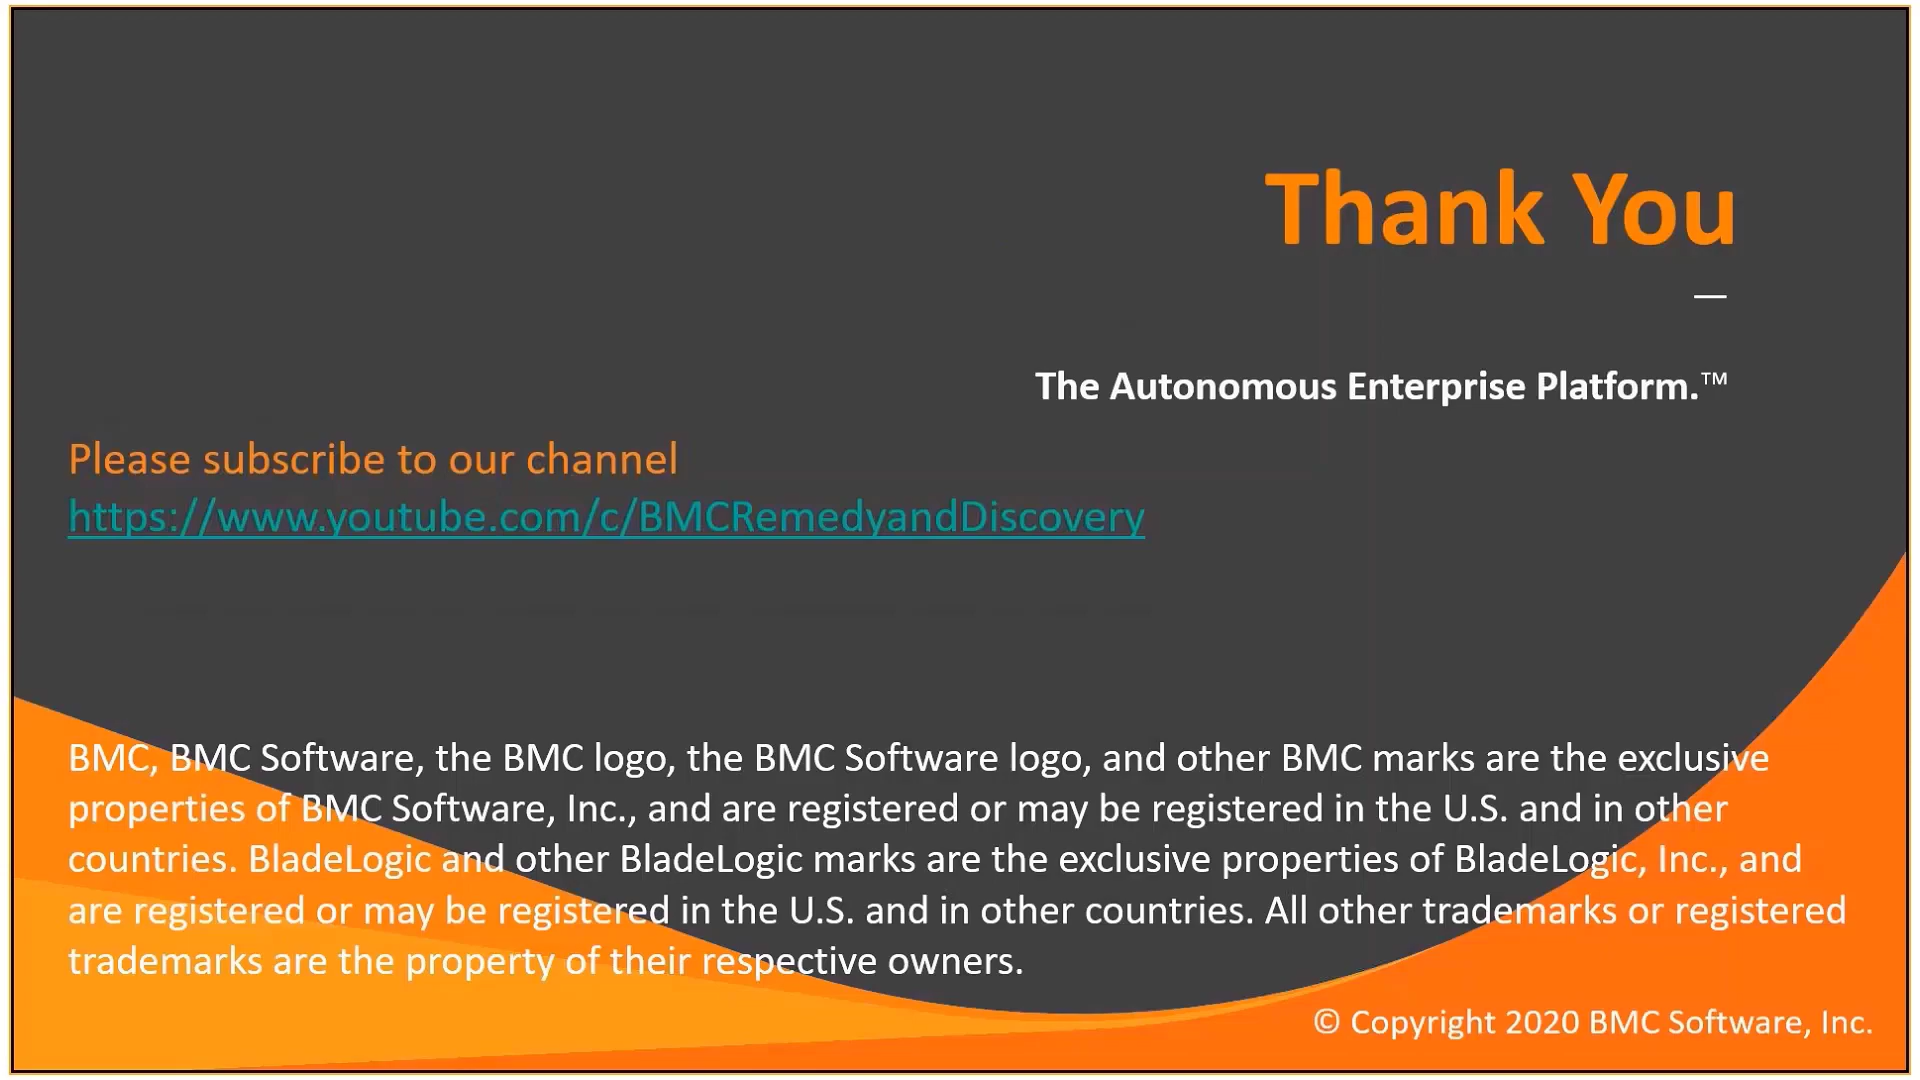 Thank You
—
The Autonomous Enterprise Platform.™
Please subscribe to our channel
https://www.youtube.com/c/BMCRemedyandDiscovery
BMC, BMC Software, the BMC logo, the BMC Software logo, and other BMC marks are the exclusive
properties of BMC Software, Inc., and are registered or may be registered in the U.S. and in other
countries. BladeLogic and other BladeLogic marks are the exclusive properties of BladeLogic, Inc., and
are registered or may be registered in the U.S. and in other countries. All other trademarks or registered
trademarks are the property of their respective owners.
© Copyright 2020 BMC Software, Inc.